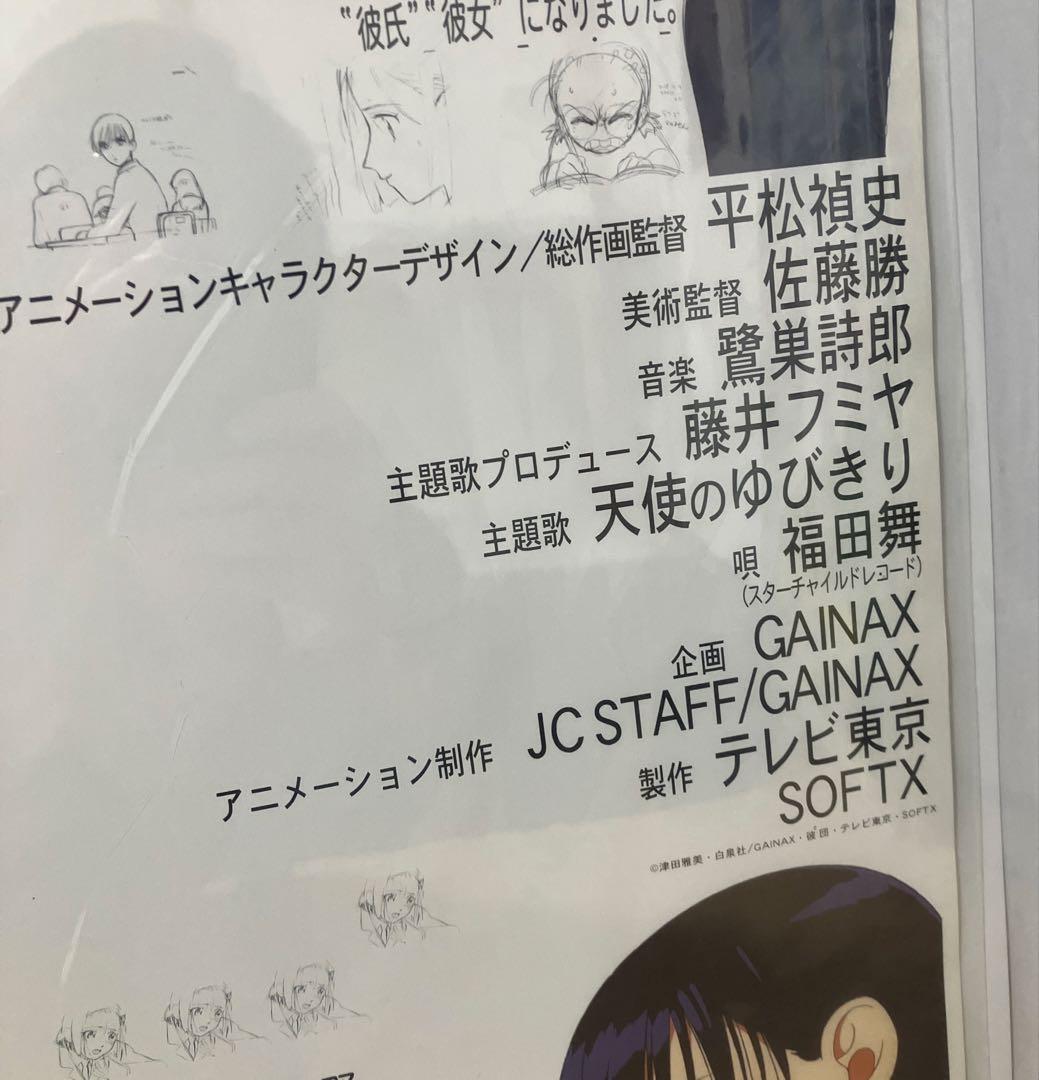 “彼氏”“彼女”になりました。
アニメーションキャラクターデザイン/総作画監督 平松禎史
美術監督 佐藤勝
音楽 鷺巣詩郎
主題歌プロデュース 藤井フミヤ
主題歌 天使のゆびきり
唄 福田舞
(スターチャイルドレコード)
企画 GAINAX
アニメーション制作 JC STAFF/GAINAX
製作 テレビ東京
SOFTX
©津田雅美・白泉社/GAINAX・彼団・テレビ東京・SOFTX